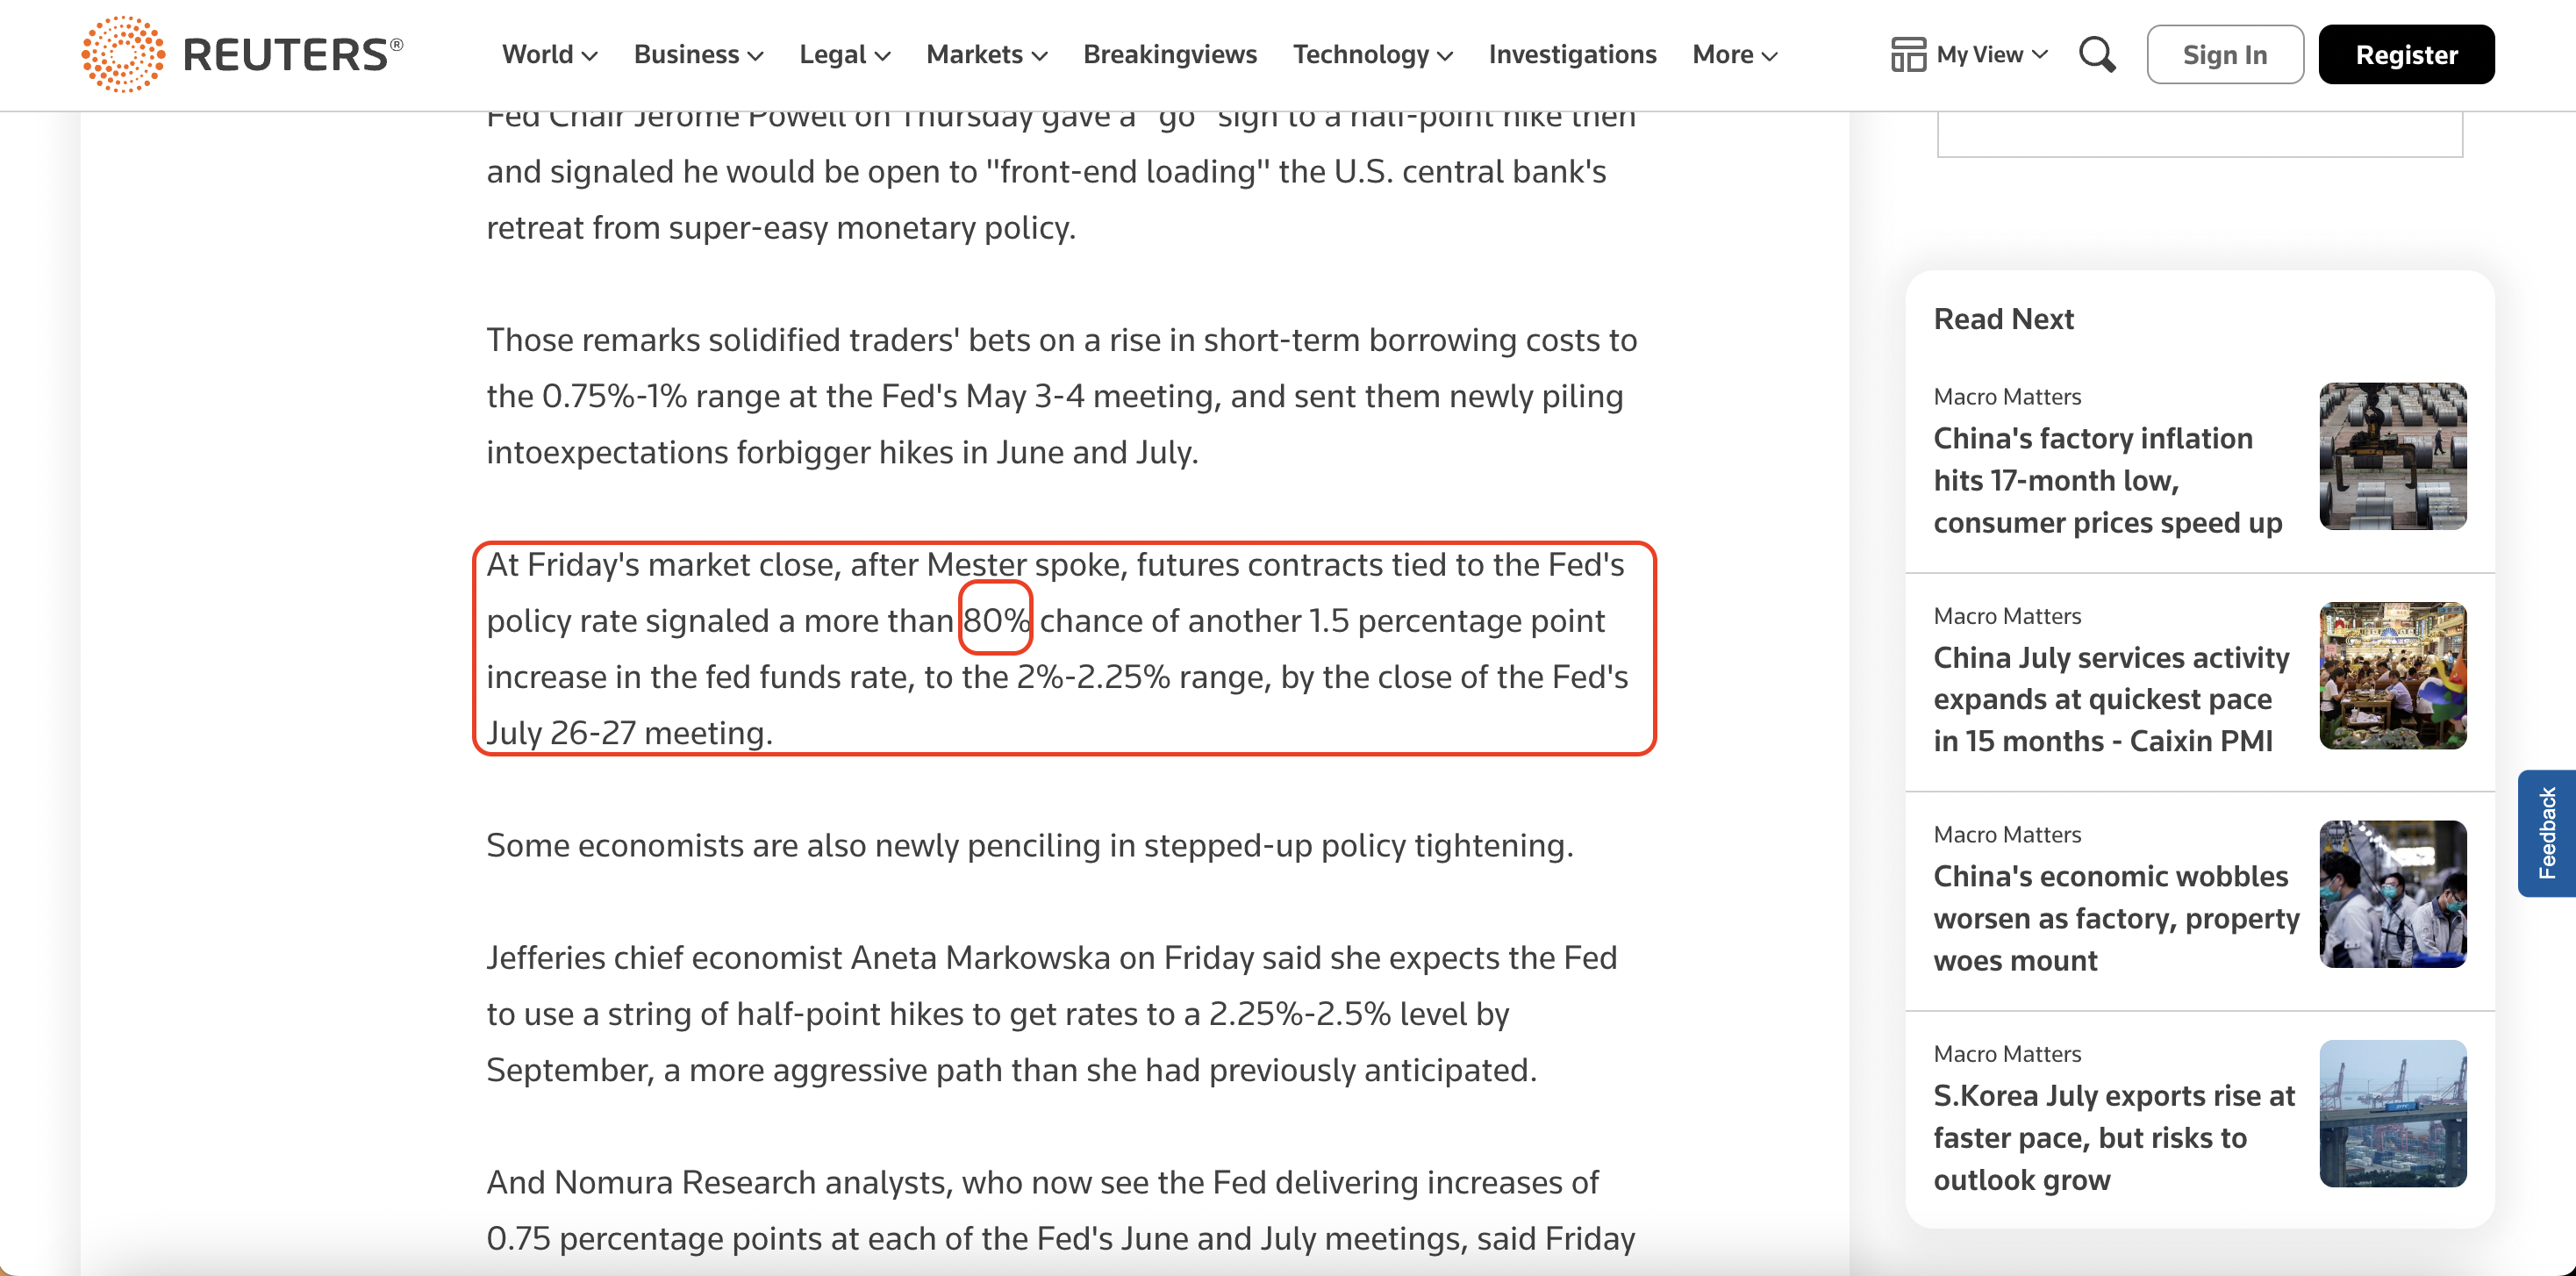 REUTERS®
World
Business
Legal
Markets
Breakingviews
Technology
Investigations
More
My View
Sign In
Register
Fed Chair Jerome Powell on Thursday gave a "go" sign to a half-point hike then
and signaled he would be open to "front-end loading" the U.S. central bank's
retreat from super-easy monetary policy.
Those remarks solidified traders' bets on a rise in short-term borrowing costs to
the 0.75%-1% range at the Fed's May 3-4 meeting, and sent them newly piling
intoexpectations forbigger hikes in June and July.
At Friday's market close, after Mester spoke, futures contracts tied to the Fed's
policy rate signaled a more than 80% chance of another 1.5 percentage point
increase in the fed funds rate, to the 2%-2.25% range, by the close of the Fed's
July 26-27 meeting.
Some economists are also newly penciling in stepped-up policy tightening.
Jefferies chief economist Aneta Markowska on Friday said she expects the Fed
to use a string of half-point hikes to get rates to a 2.25%-2.5% level by
September, a more aggressive path than she had previously anticipated.
And Nomura Research analysts, who now see the Fed delivering increases of
0.75 percentage points at each of the Fed's June and July meetings, said Friday
Read Next
Macro Matters
China's factory inflation
hits 17-month low,
consumer prices speed up
Macro Matters
China July services activity
expands at quickest pace
in 15 months - Caixin PMI
Macro Matters
China's economic wobbles
worsen as factory, property
woes mount
Macro Matters
S.Korea July exports rise at
faster pace, but risks to
outlook grow
Feedback